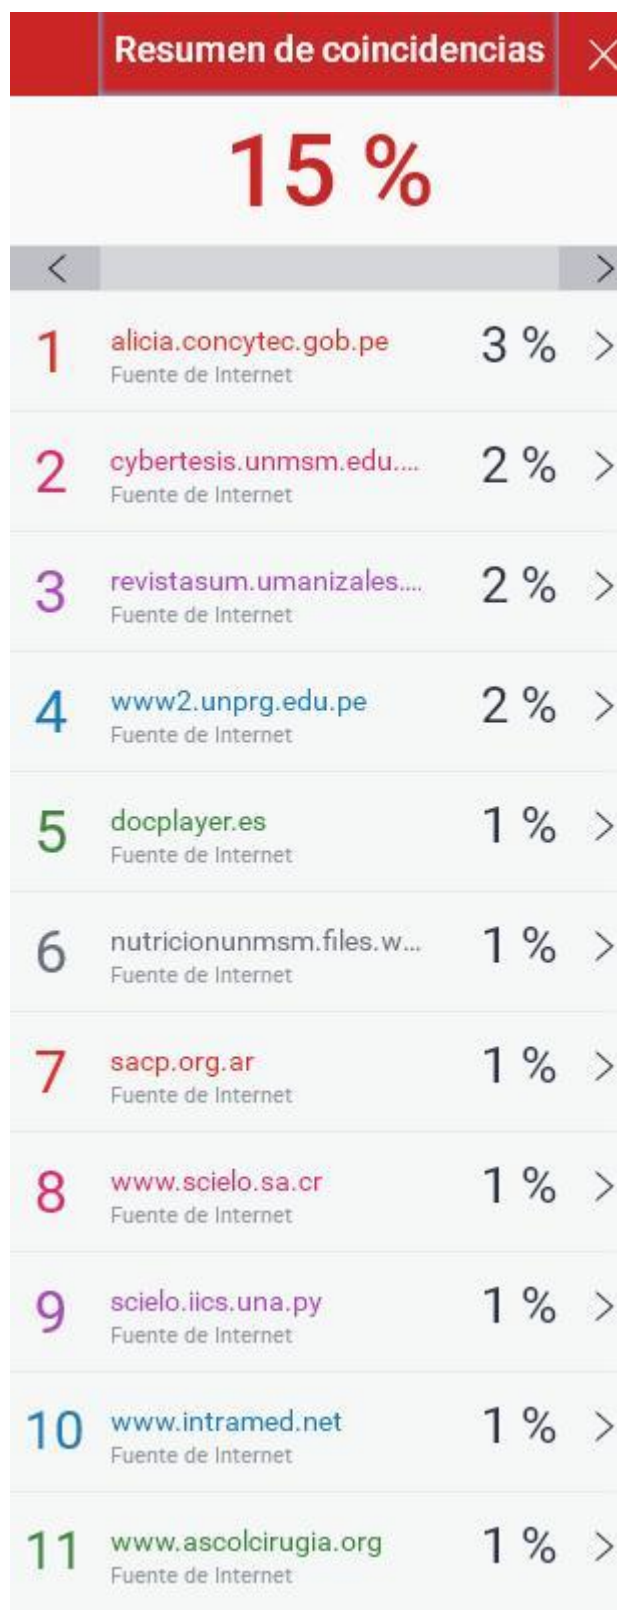 Resumen de coincidencias
15 %
1 alicia.concytec.gob.pe 3 %
Fuente de Internet
2 cybertesis.unmsm.edu.... 2 %
Fuente de Internet
3 revistasum.umanizales.... 2 %
Fuente de Internet
4 www2.unprg.edu.pe 2 %
Fuente de Internet
5 docplayer.es 1 %
Fuente de Internet
6 nutricionunmsm.files.w... 1 %
Fuente de Internet
7 sacp.org.ar 1 %
Fuente de Internet
8 www.scielo.sa.cr 1 %
Fuente de Internet
9 scielo.iics.una.py 1 %
Fuente de Internet
10 www.intramed.net 1 %
Fuente de Internet
11 www.ascolcirugia.org 1 %
Fuente de Internet